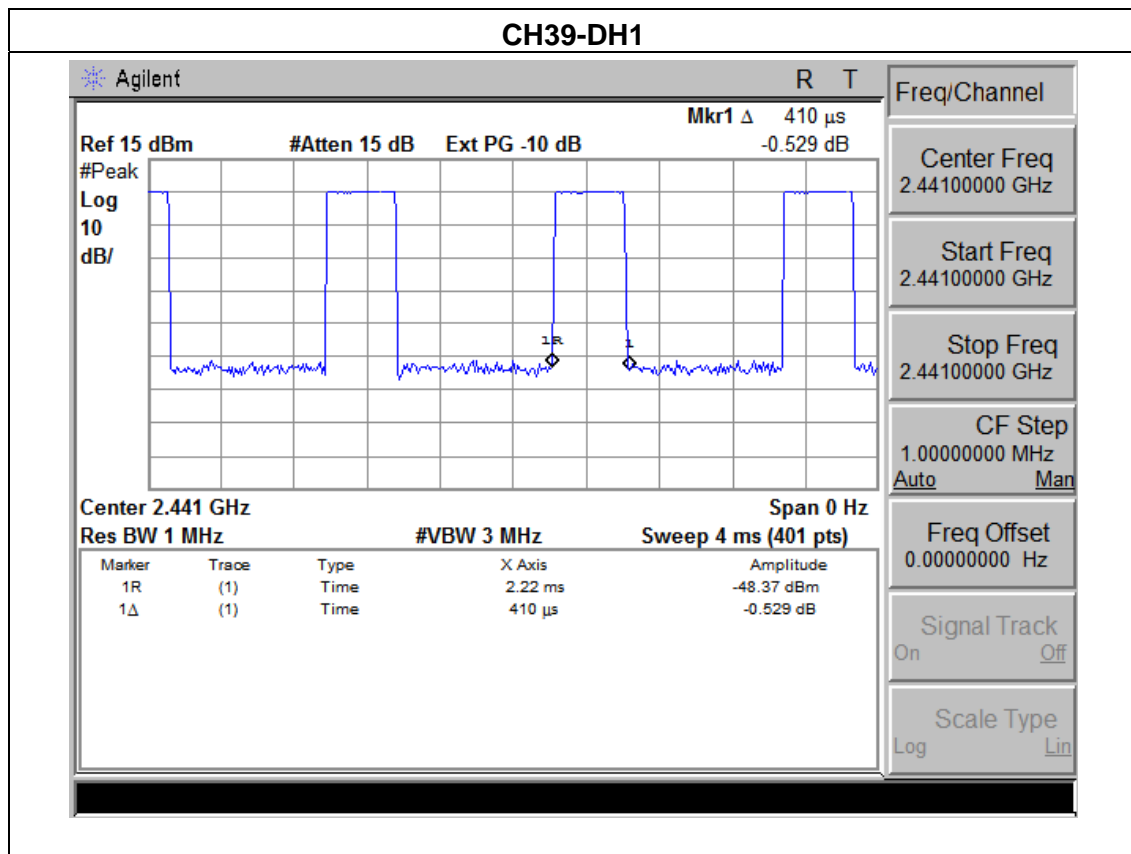 CH39-DH1
Agilent R T
Mkr1 Δ 410 µs
Ref 15 dBm #Atten 15 dB Ext PG -10 dB -0.529 dB
#Peak
Log
10
dB/
1R
1
Center 2.441 GHz Span 0 Hz
Res BW 1 MHz #VBW 3 MHz Sweep 4 ms (401 pts)
Marker Trace Type X Axis Amplitude
1R (1) Time 2.22 ms -48.37 dBm
1Δ (1) Time 410 µs -0.529 dB
Freq/Channel
Center Freq
2.44100000 GHz
Start Freq
2.44100000 GHz
Stop Freq
2.44100000 GHz
CF Step
1.00000000 MHz
Auto Man
Freq Offset
0.00000000 Hz
Signal Track
On Off
Scale Type
Log Lin